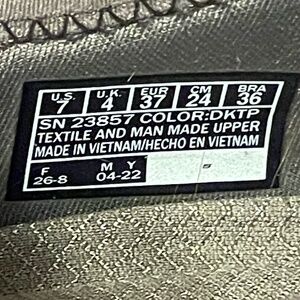 U.S. U.K. EUR CM BRA
7 4 37 24 36
SN 23857 COLOR:DKTP
TEXTILE AND MAN MADE UPPER
MADE IN VIETNAM/HECHO EN VIETNAM
F M Y
26-8 04-22